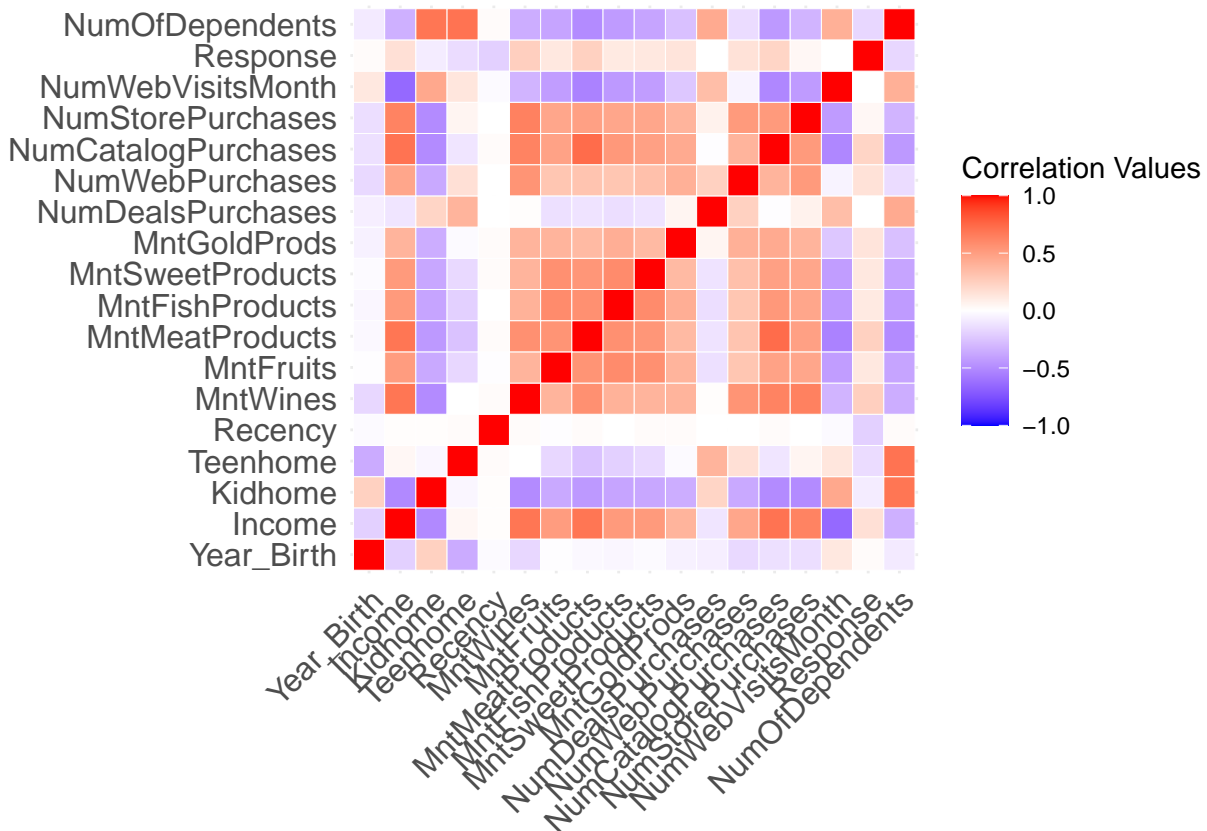 NumOfDependents
Response
NumWebVisitsMonth
NumStorePurchases
NumCatalogPurchases
NumWebPurchases
NumDealsPurchases
MntGoldProds
MntSweetProducts
MntFishProducts
MntMeatProducts
MntFruits
MntWines
Recency
Teenhome
Kidhome
Income
Year_Birth
Year_Birth
Income
Kidhome
Teenhome
Recency
MntWines
MntFruits
MntMeatProducts
MntFishProducts
MntSweetProducts
MntGoldProds
NumDealsPurchases
NumWebPurchases
NumCatalogPurchases
NumStorePurchases
NumWebVisitsMonth
Response
NumOfDependents
Correlation Values
1.0
0.5
0.0
−0.5
−1.0